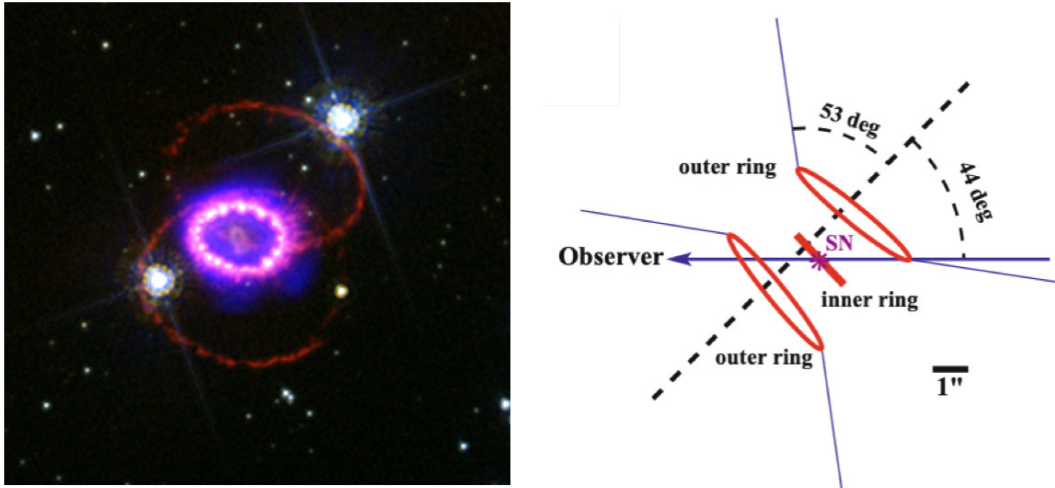 53 deg
outer ring
44 deg
SN
Observer
inner ring
outer ring
1"